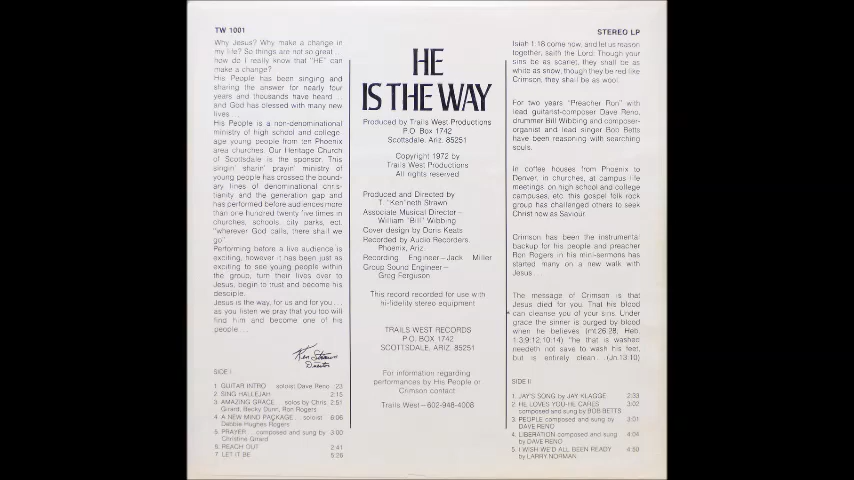 TW 1001
Why Jesus? Why make a change in
my life? So things are not so great...
how do I really know that "HE" can
make a change?
His People has been singing and
sharing the answer for nearly four
years and thousands have heard ...
and God has blessed with many new
lives ...
His People is a non-denominational
ministry of high school and college-
age young people from ten Phoenix
area churches. Our Heritage Church
of Scottsdale is the sponsor. This
singin' sharin' prayin' ministry of
young people has crossed the bound-
ary lines of denominational chris-
tianity and the generation gap and
has performed before audiences more
than one hundred twenty five times in
churches, schools, city parks, ect.
"wherever God calls, there shall we
go"
Performing before a live audience is
exciting, however it has been just as
exciting to see young people within
the group, turn their lives over to
Jesus, begin to trust and become his
disciple.
Jesus is the way, for us and for you ...
as you listen we pray that you too will
find him and become one of his
people ...
Ken Strawn
Director
SIDE I
1. GUITAR INTRO soloist Dave Reno :23
2. SING HALLEJAH 2:15
3. AMAZING GRACE solos by Chris 2:51
Girard, Becky Dunn, Ron Rogers
4. A NEW MIND PACKAGE soloist 6:06
Debbie Hughes Rogers
5. PRAYER composed and sung by 3:00
Christine Girard
6. REACH OUT 2:41
7. LET IT BE 5:26
HE
IS THE WAY
Produced by Trails West Productions
P.O. Box 1742
Scottsdale, Ariz. 85251
Copyright 1972 by
Trails West Productions
All rights reserved
Produced and Directed by
T. "Ken"neth Strawn
Associate Musical Director—
William "Bill" Wibbing
Cover design by Doris Keats
Recorded by Audio Recorders
Phoenix, Ariz.
Recording Engineer—Jack Miller
Group Sound Engineer—
Greg Ferguson
This record recorded for use with
hi-fidelity stereo equipment
TRAILS WEST RECORDS
P.O. BOX 1742
SCOTTSDALE, ARIZ. 85251
For information regarding
performances by His People or
Crimson contact
Trails West—602-948-4008
STEREO LP
Isiah 1:18 come now, and let us reason
together, saith the Lord: Though your
sins be as scarlet, they shall be as
white as snow, though they be red like
Crimson, they shall be as wool.
For two years "Preacher Ron" with
lead guitarist-composer Dave Reno,
drummer Bill Wibbing and composer-
organist and lead singer Bob Betts
have been reasoning with searching
souls.
In coffee houses from Phoenix to
Denver, in churches, at campus life
meetings, on high school and college
campuses, etc. this gospel folk rock
group has challenged others to seek
Christ now as Saviour.
Crimson has been the instrumental
backup for his people and preacher
Ron Rogers in his mini-sermons has
started many on a new walk with
Jesus.
The message of Crimson is that
Jesus died for you. That his blood
can cleanse you of your sins. Under
grace the sinner is purged by blood
when he believes (mt.26:28; Heb.
1:3;9:12;10:14) "he that is washed
needeth not save to wash his feet,
but is entirely clean ... (Jn.13:10)
SIDE II
1. JAY'S SONG by JAY KLAGGE 2:33
2. HE LOVES YOU-HE CARES 3:02
composed and sung by BOB BETTS
3. PEOPLE composed and sung by 3:01
DAVE RENO
4. LIBERATION composed and sung 4:04
by DAVE RENO
5. I WISH WE'D ALL BEEN READY 4:59
by LARRY NORMAN